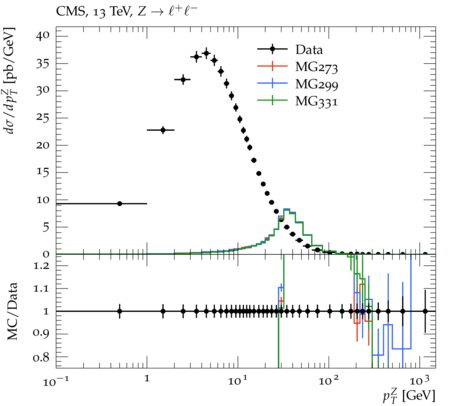 CMS, 13 TeV, Z → ℓ⁺ℓ⁻
dσ/dp_T^Z [pb/GeV]
40
35
30
25
20
15
10
5
0
Data
MG273
MG299
MG331
MC/Data
1.2
1.1
1
0.9
0.8
10⁻¹
1
10¹
10²
10³
p_T^Z [GeV]